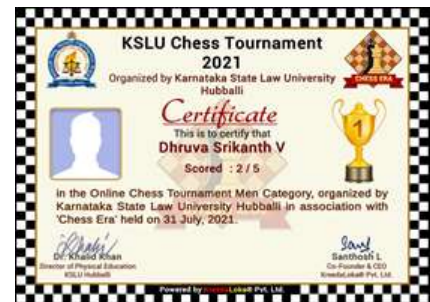 KSLU Chess Tournament
2021
Organized by Karnataka State Law University
Hubballi
CHESS ERA
Certificate
This is to certify that
Dhruva Srikanth V
1
Scored : 2 / 5
in the Online Chess Tournament Men Category, organized by
Karnataka State Law University Hubballi in association with
'Chess Era' held on 31 July, 2021.
Dr. Khalid Khan
Director of Physical Education
KSLU Hubballi
Santhosh L
Co-Founder & CEO
KreedaLoka® Pvt. Ltd.
Powered by KreedaLoka® Pvt. Ltd.